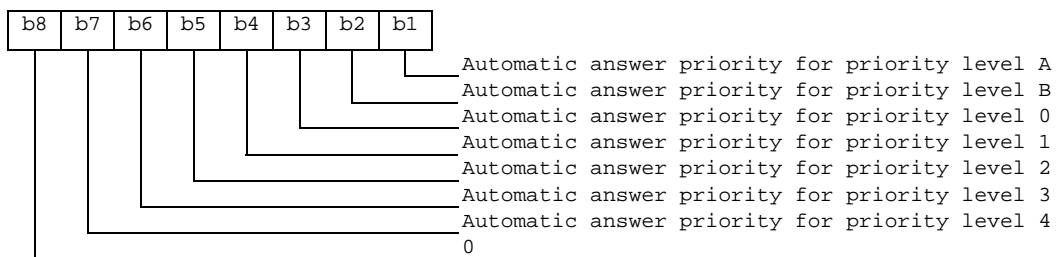 b8 b7 b6 b5 b4 b3 b2 b1
Automatic answer priority for priority level A
Automatic answer priority for priority level B
Automatic answer priority for priority level 0
Automatic answer priority for priority level 1
Automatic answer priority for priority level 2
Automatic answer priority for priority level 3
Automatic answer priority for priority level 4
0